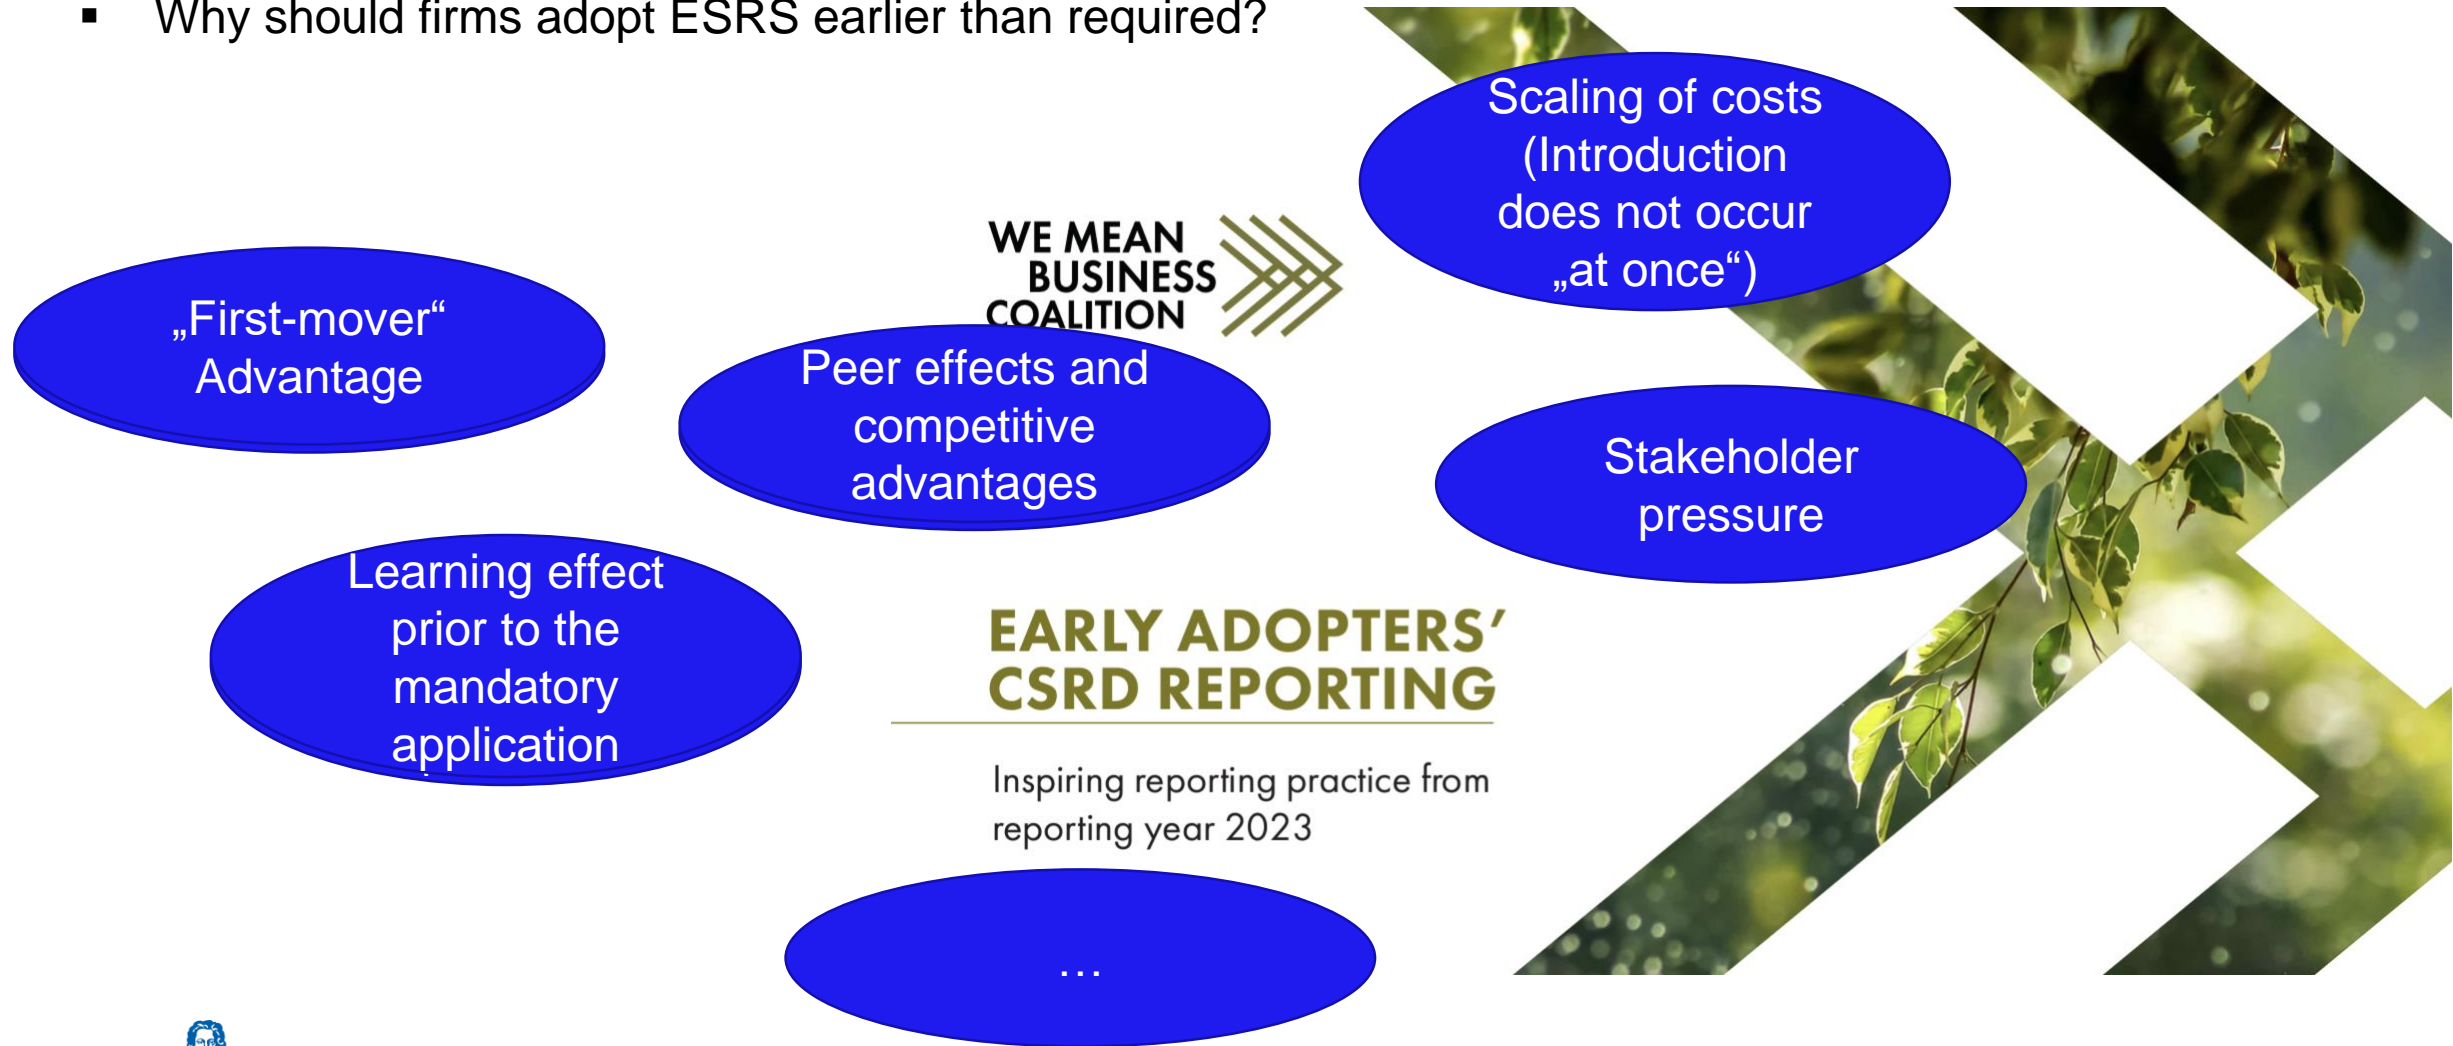 ▪ Why should firms adopt ESRS earlier than required?
Scaling of costs
(Introduction
does not occur
„at once“)
WE MEAN
BUSINESS
COALITION
„First-mover“
Advantage
Peer effects and
competitive
advantages
Stakeholder
pressure
Learning effect
prior to the
mandatory
application
EARLY ADOPTERS’
CSRD REPORTING
Inspiring reporting practice from
reporting year 2023
…